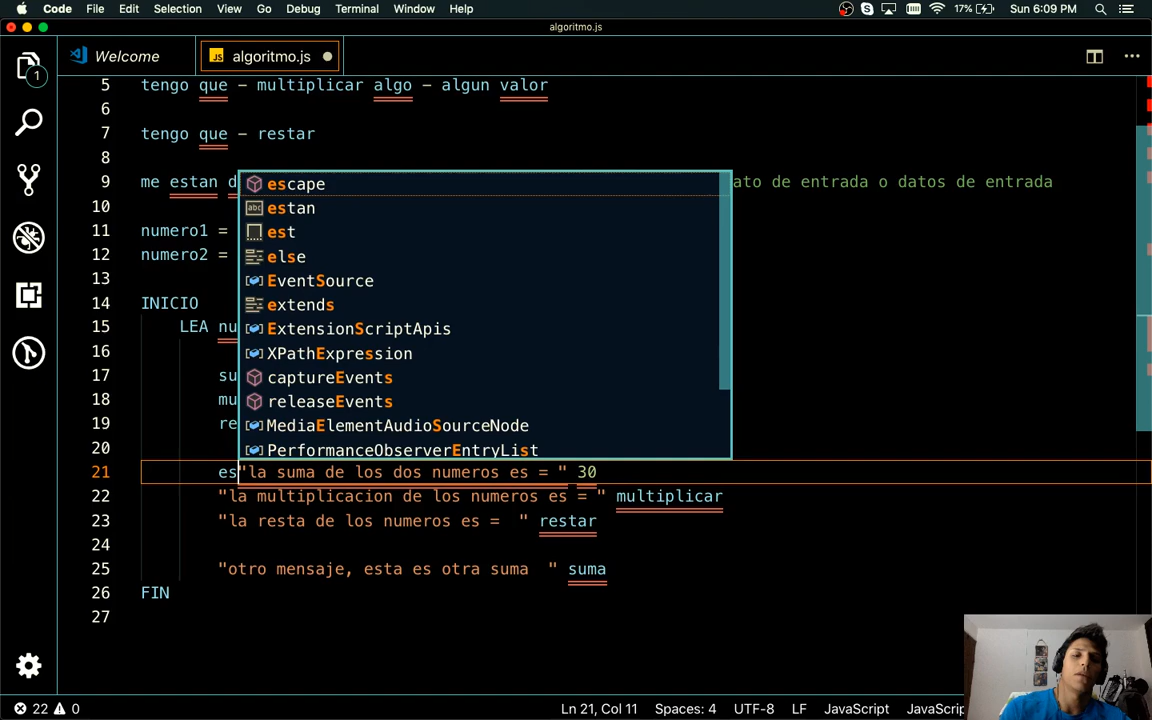 Code File Edit Selection View Go Debug Terminal Window Help 17% Sun 6:09 PM
algoritmo.js
Welcome JS algoritmo.js
1
5 tengo que - multiplicar algo - algun valor
6
7 tengo que - restar
8
9 me estan d ato de entrada o datos de entrada
10
11 numero1 =
12 numero2 =
13
14 INICIO
15 LEA nu
16
17 su
18 mu
19 re
20
escape
abc estan
est
else
EventSource
extends
ExtensionScriptApis
XPathExpression
captureEvents
releaseEvents
MediaElementAudioSourceNode
PerformanceObserverEntryList
21 es"la suma de los dos numeros es = " 30
22 "la multiplicacion de los numeros es = " multiplicar
23 "la resta de los numeros es =  " restar
24
25 "otro mensaje, esta es otra suma  " suma
26 FIN
27
22 0 Ln 21, Col 11 Spaces: 4 UTF-8 LF JavaScript JavaScrip